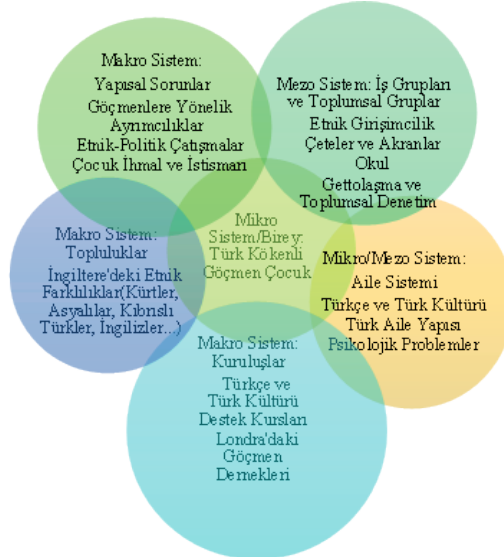 Makro Sistem:
Yapısal Sorunlar
Göçmenlere Yönelik
Ayrımcılıklar
Etnik-Politik Çatışmalar
Çocuk İhmal ve İstismarı
Mezo Sistem: İş Grupları
ve Toplumsal Gruplar
Etnik Girişimcilik
Çeteler ve Akranlar
Okul
Gettolaşma ve
Toplumsal Denetim
Mikro
Sistem/Birey:
Türk Kökenli
Göçmen Çocuk
Makro Sistem:
Topluluklar
İngiltere'deki Etnik
Farklılıklar(Kürtler,
Asyalılar, Kıbrıslı
Türkler, İngilizler...)
Mikro/Mezo Sistem:
Aile Sistemi
Türkçe ve Türk Kültürü
Türk Aile Yapısı
Psikolojik Problemler
Makro Sistem:
Kuruluşlar
Türkçe ve
Türk Kültürü
Destek Kursları
Londra'daki
Göçmen
Dernekleri